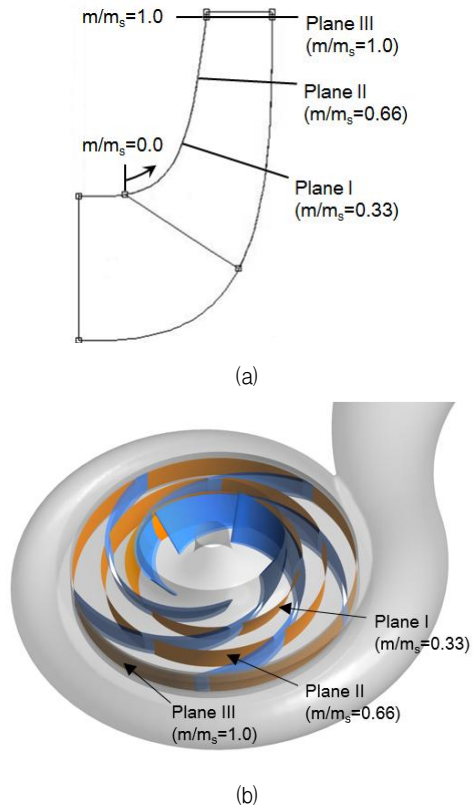 m/ms=1.0
Plane III
(m/ms=1.0)
Plane II
(m/ms=0.66)
m/ms=0.0
Plane I
(m/ms=0.33)
(a)
Plane I
(m/ms=0.33)
Plane II
(m/ms=0.66)
Plane III
(m/ms=1.0)
(b)